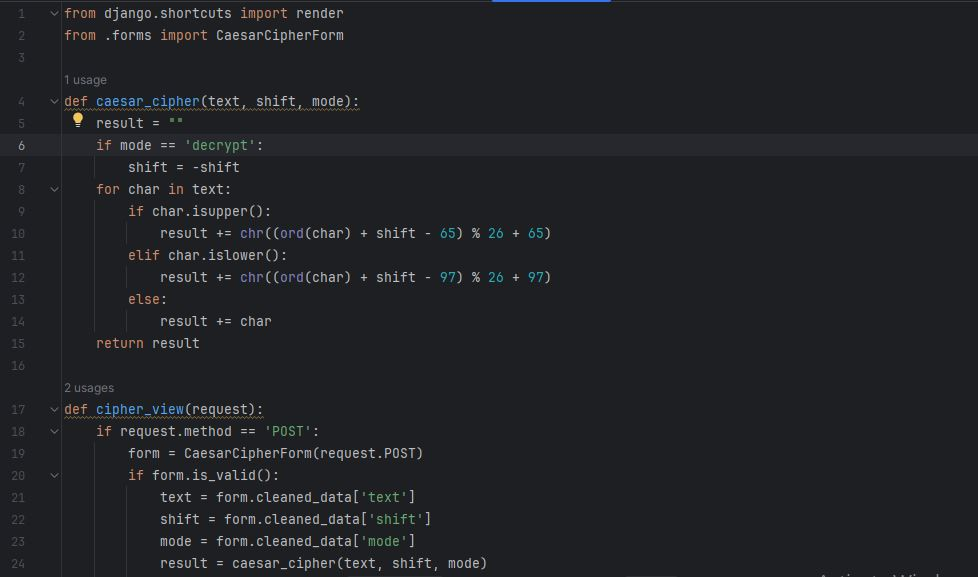 1 from django.shortcuts import render
2 from .forms import CaesarCipherForm
3
1 usage
4 def caesar_cipher(text, shift, mode):
5     result = ""
6     if mode == 'decrypt':
7         shift = -shift
8     for char in text:
9         if char.isupper():
10             result += chr((ord(char) + shift - 65) % 26 + 65)
11         elif char.islower():
12             result += chr((ord(char) + shift - 97) % 26 + 97)
13         else:
14             result += char
15     return result
16
2 usages
17 def cipher_view(request):
18     if request.method == 'POST':
19         form = CaesarCipherForm(request.POST)
20         if form.is_valid():
21             text = form.cleaned_data['text']
22             shift = form.cleaned_data['shift']
23             mode = form.cleaned_data['mode']
24             result = caesar_cipher(text, shift, mode)